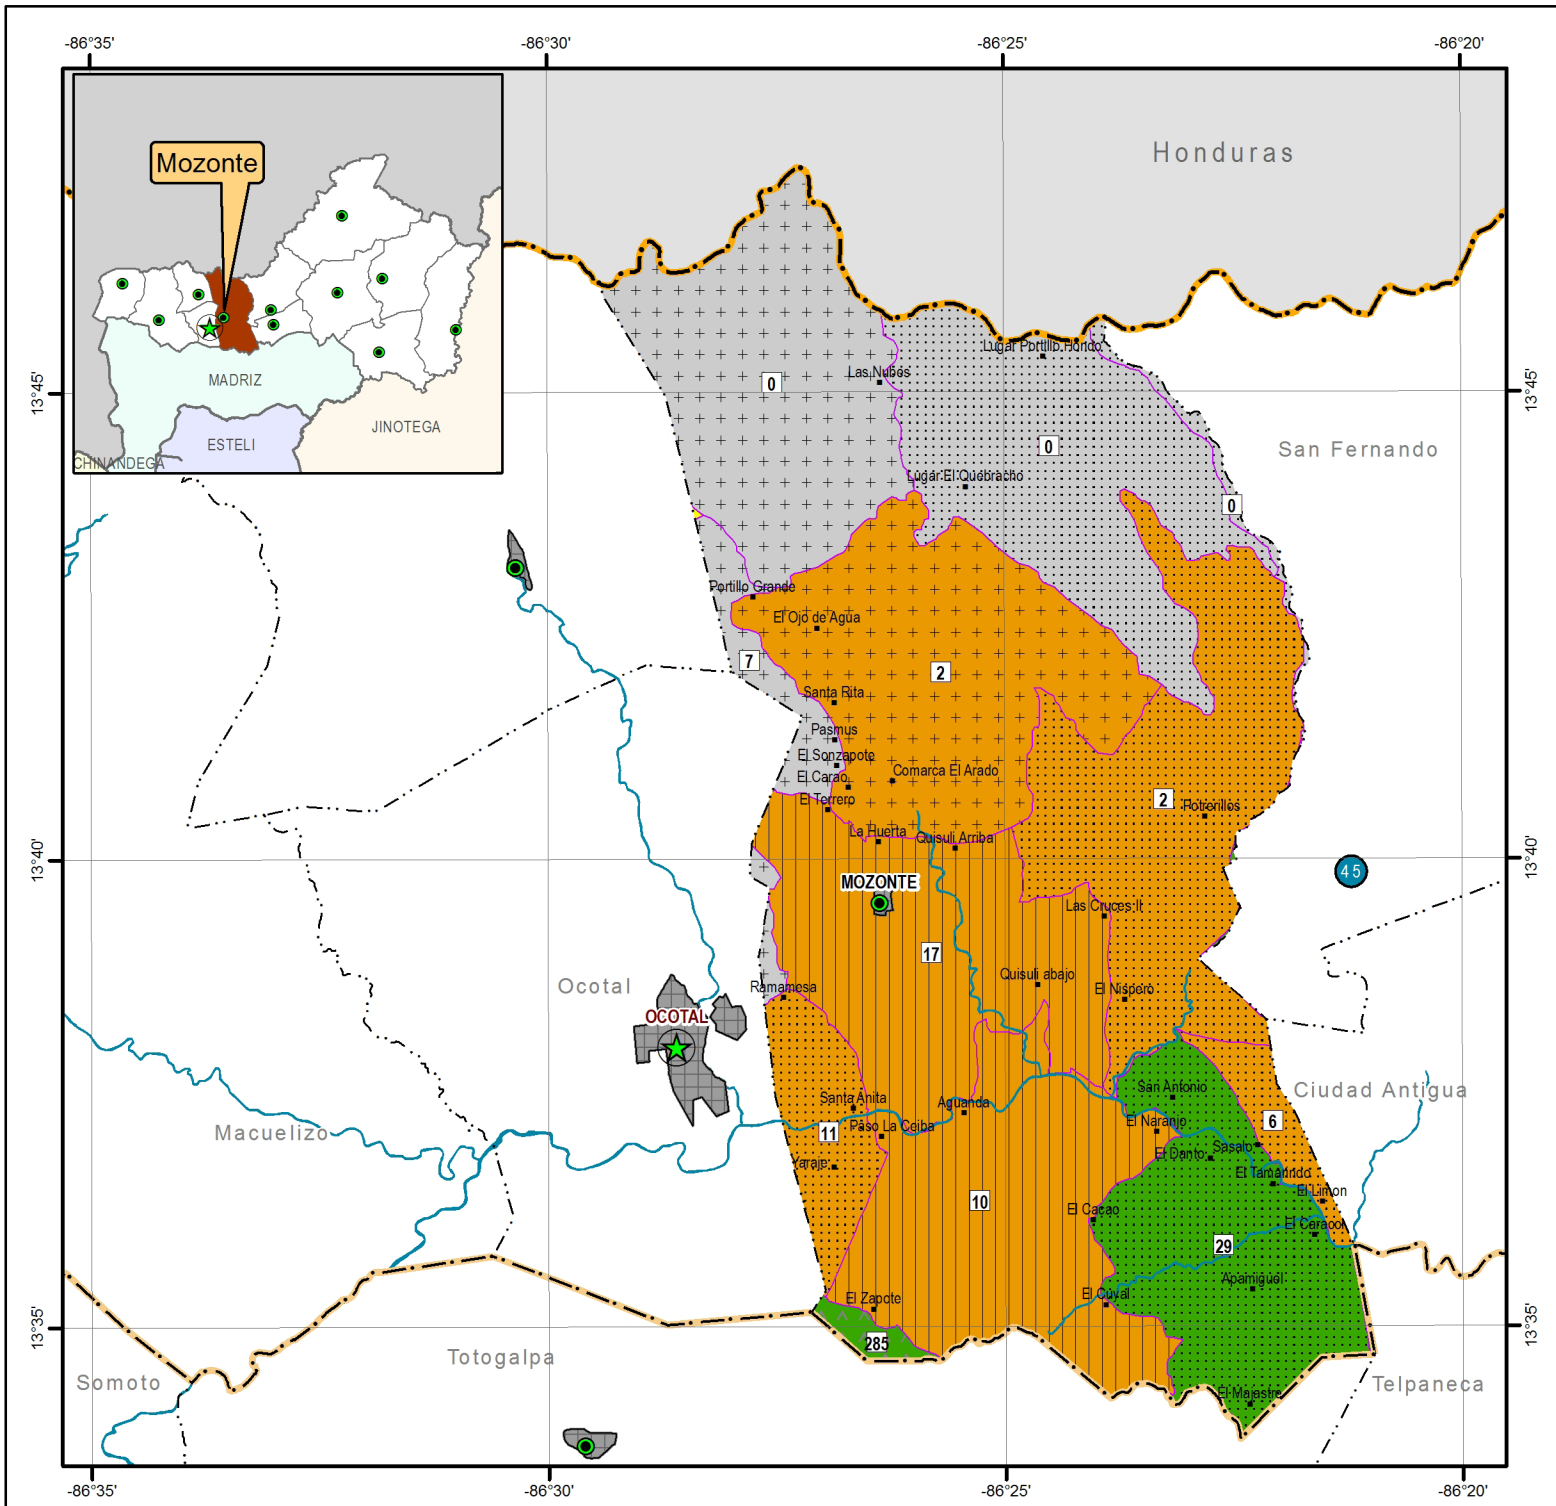 -86°35'
-86°30'
-86°25'
-86°20'
Honduras
Mozonte
MADRIZ
ESTELI
JINOTEGA
CHINANDEGA
Lugar Portillo Hondo
Las Nubes
0
13°45'
13°45'
0
San Fernando
Lugar El Quebracho
0
Portillo Grande
El Ojo de Agua
7
2
Santa Rita
Pasmus
El Sonzapote
El Carao
Comarca El Arado
El Terrero
2
Potrerillos
La Huerta
Quisuli Arriba
13°40'
13°40'
45
MOZONTE
Las Cruces II
17
Quisuli abajo
Ramamesa
El Nispero
Ocotal
OCOTAL
San Antonio
Ciudad Antigua
Santa Anita
Aguanda
Macuelizo
11
Paso La Ceiba
El Naranjo
6
Sasalo
El Danto
Yaraje
El Tamarindo
El Limon
10
El Cacao
El Caracol
29
Apamiguel
El Zapote
El Cuyal
13°35'
13°35'
285
Totogalpa
Somoto
Telpaneca
El Majastre
-86°35'
-86°30'
-86°25'
-86°20'